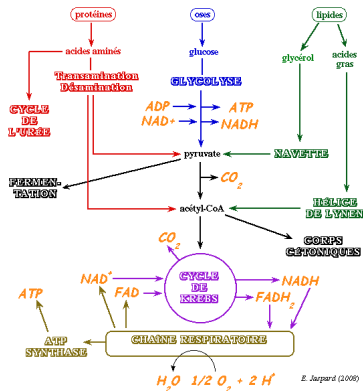 protéines
oses
lipides
acides aminés
glucose
glycérol
acides
gras
Transamination
Désamination
GLYCOLYSE
CYCLE
DE
L'URÉE
ADP
ATP
NAD+
NADH
pyruvate
NAVETTE
FERMEN-
TATION
CO2
HÉLICE
DE LYNEN
acétyl-CoA
CORPS
CÉTONIQUES
CO2
CYCLE
DE
KREBS
NAD+
NADH
ATP
FAD
FADH2
ATP
SYNTHASE
CHAÎNE RESPIRATOIRE
H2O 1/2 O2 + 2 H+
E. Jaspard (2008)